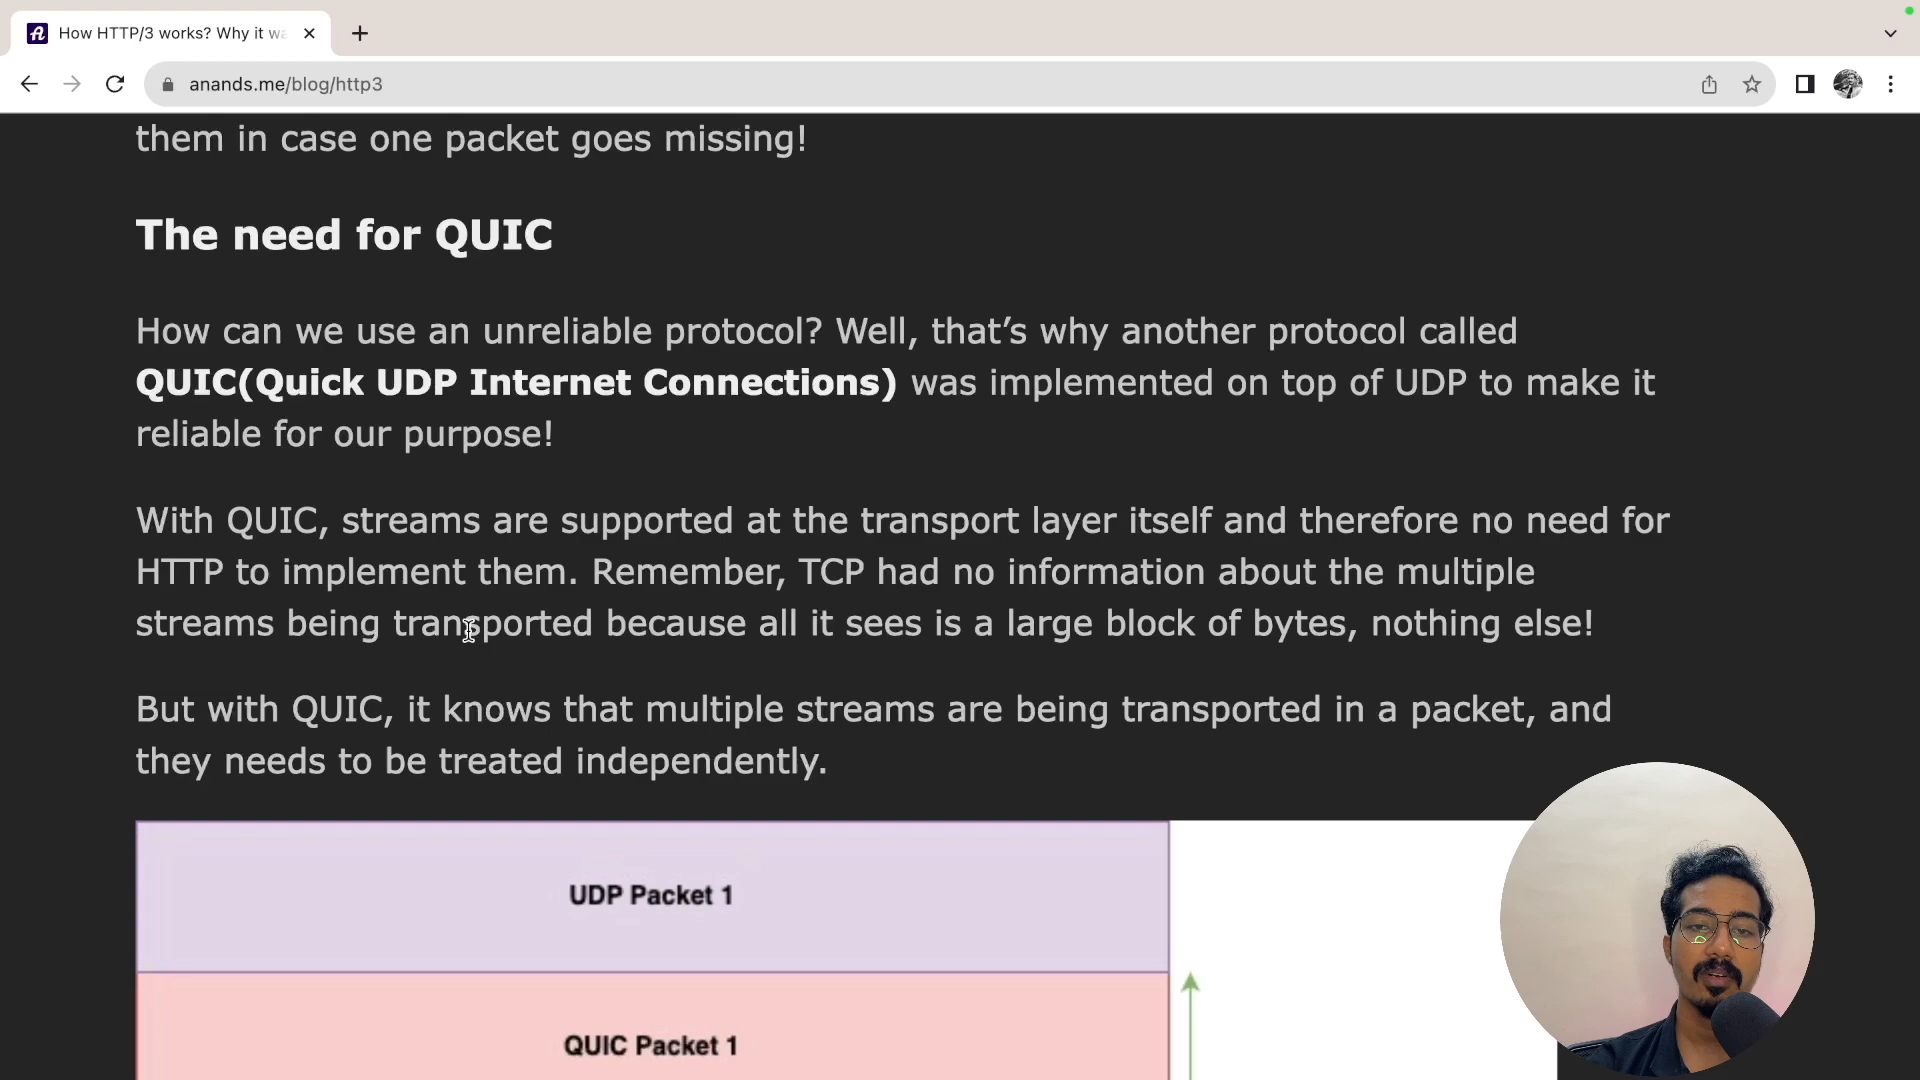 How HTTP/3 works? Why it wa
anands.me/blog/http3
them in case one packet goes missing!
The need for QUIC
How can we use an unreliable protocol? Well, that’s why another protocol called
QUIC(Quick UDP Internet Connections) was implemented on top of UDP to make it
reliable for our purpose!
With QUIC, streams are supported at the transport layer itself and therefore no need for
HTTP to implement them. Remember, TCP had no information about the multiple
streams being transported because all it sees is a large block of bytes, nothing else!
But with QUIC, it knows that multiple streams are being transported in a packet, and
they needs to be treated independently.
UDP Packet 1
QUIC Packet 1